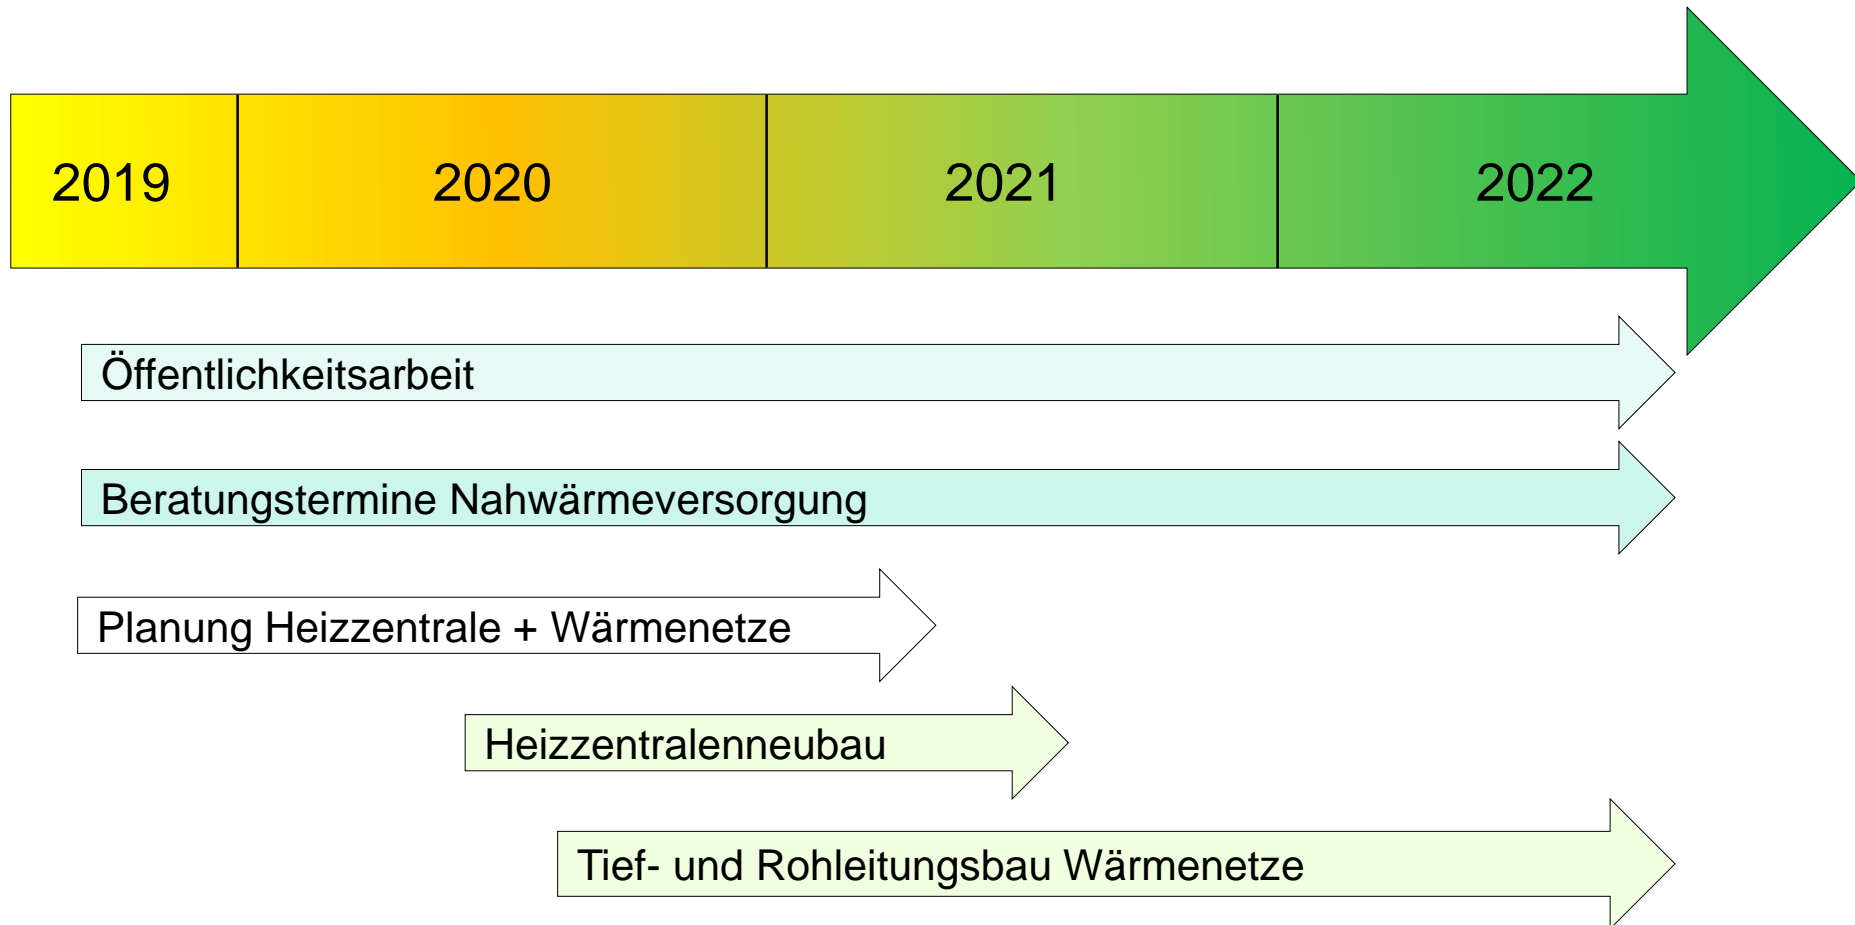 2019
2020
2021
2022
Öffentlichkeitsarbeit
Beratungstermine Nahwärmeversorgung
Planung Heizzentrale + Wärmenetze
Heizzentralenneubau
Tief- und Rohleitungsbau Wärmenetze